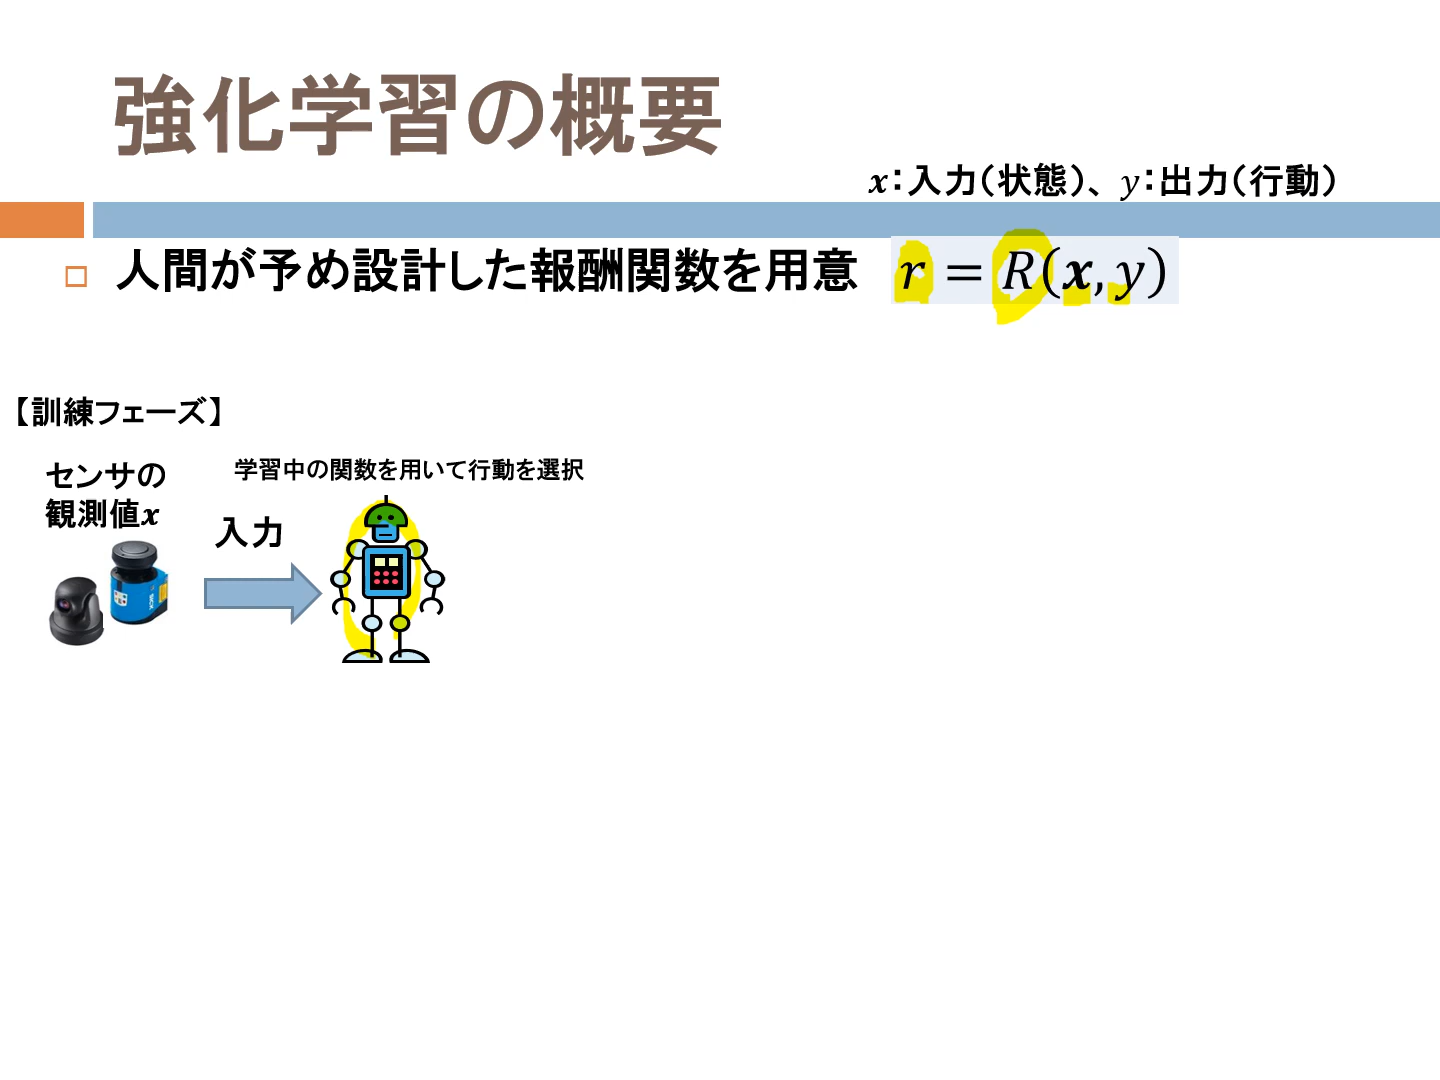 強化学習の概要
x：入力（状態）、y：出力（行動）
人間が予め設計した報酬関数を用意 r = R(x, y)
【訓練フェーズ】
センサの
観測値x
学習中の関数を用いて行動を選択
入力
SICK